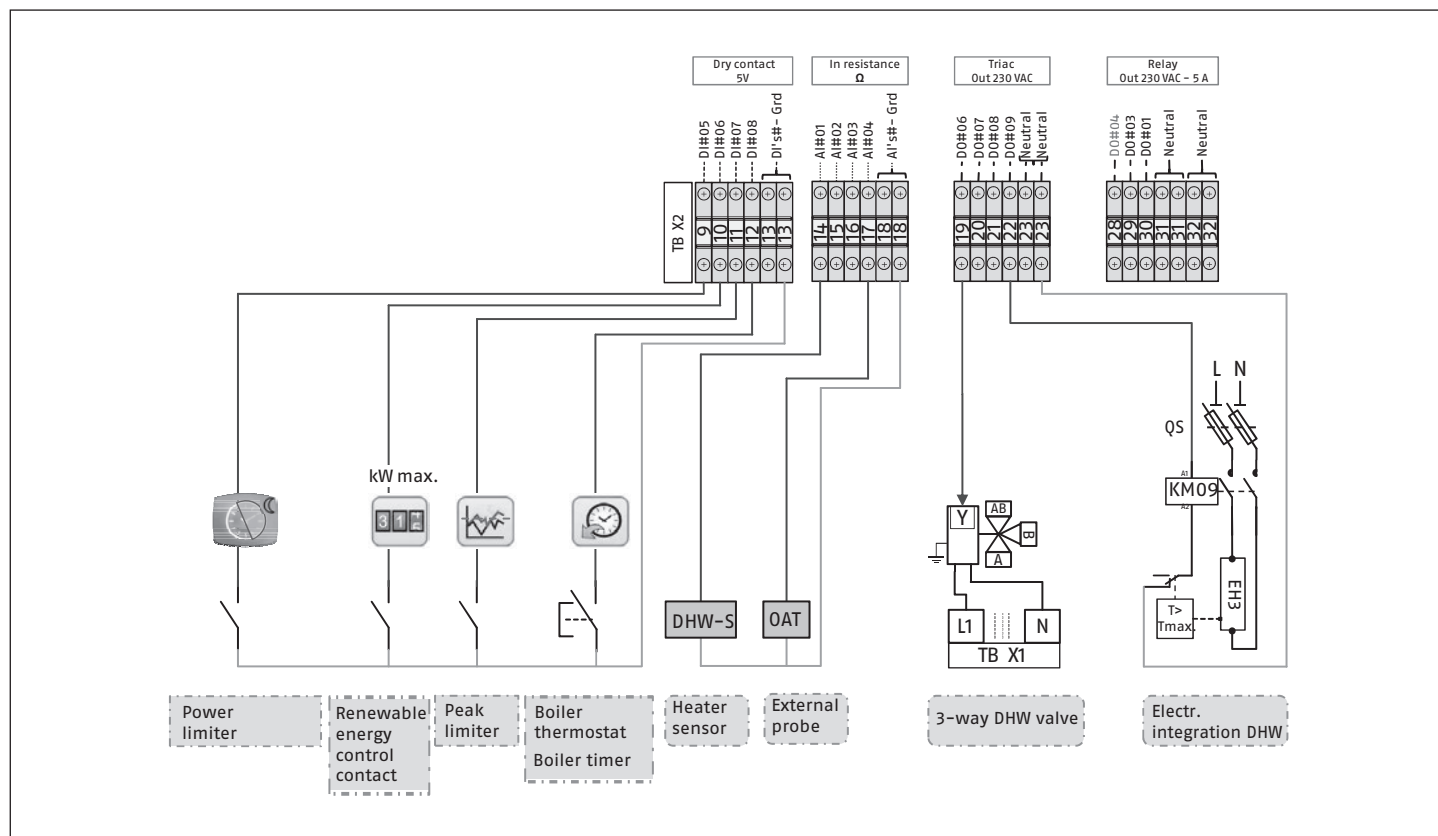 Dry contact
5V
In resistance
Ω
Triac
Out 230 VAC
Relay
Out 230 VAC - 5 A
DI#05
DI#06
DI#07
DI#08
DI's#- Grd
AI#01
AI#02
AI#03
AI#04
AI's#- Grd
DO#06
DO#07
DO#08
DO#09
Neutral
Neutral
DO#04
DO#03
DO#01
Neutral
Neutral
TB X2
9
10
11
12
13
13
14
15
16
17
18
18
19
20
21
22
23
23
28
29
30
31
31
32
32
L N
QS
kW max.
A1
KM09
A2
Y
AB
B
A
EH3
T>
Tmax.
DHW-S
OAT
L1
N
TB X1
Power
limiter
Renewable
energy
control
contact
Peak
limiter
Boiler
thermostat
Boiler timer
Heater
sensor
External
probe
3-way DHW valve
Electr.
integration DHW